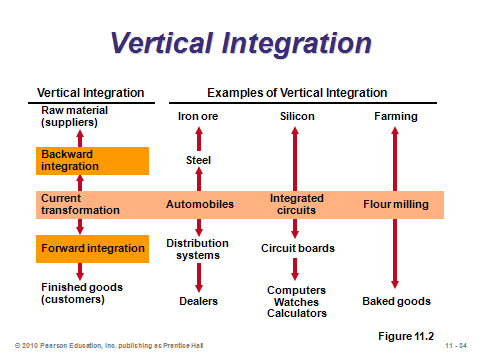 Vertical Integration
Vertical Integration
Examples of Vertical Integration
Raw material
(suppliers)
Iron ore
Silicon
Farming
Backward
integration
Steel
Current
transformation
Automobiles
Integrated
circuits
Flour milling
Forward integration
Distribution
systems
Circuit boards
Finished goods
(customers)
Dealers
Computers
Watches
Calculators
Baked goods
Figure 11.2
© 2010 Pearson Education, Inc. publishing as Prentice Hall
11 - 34